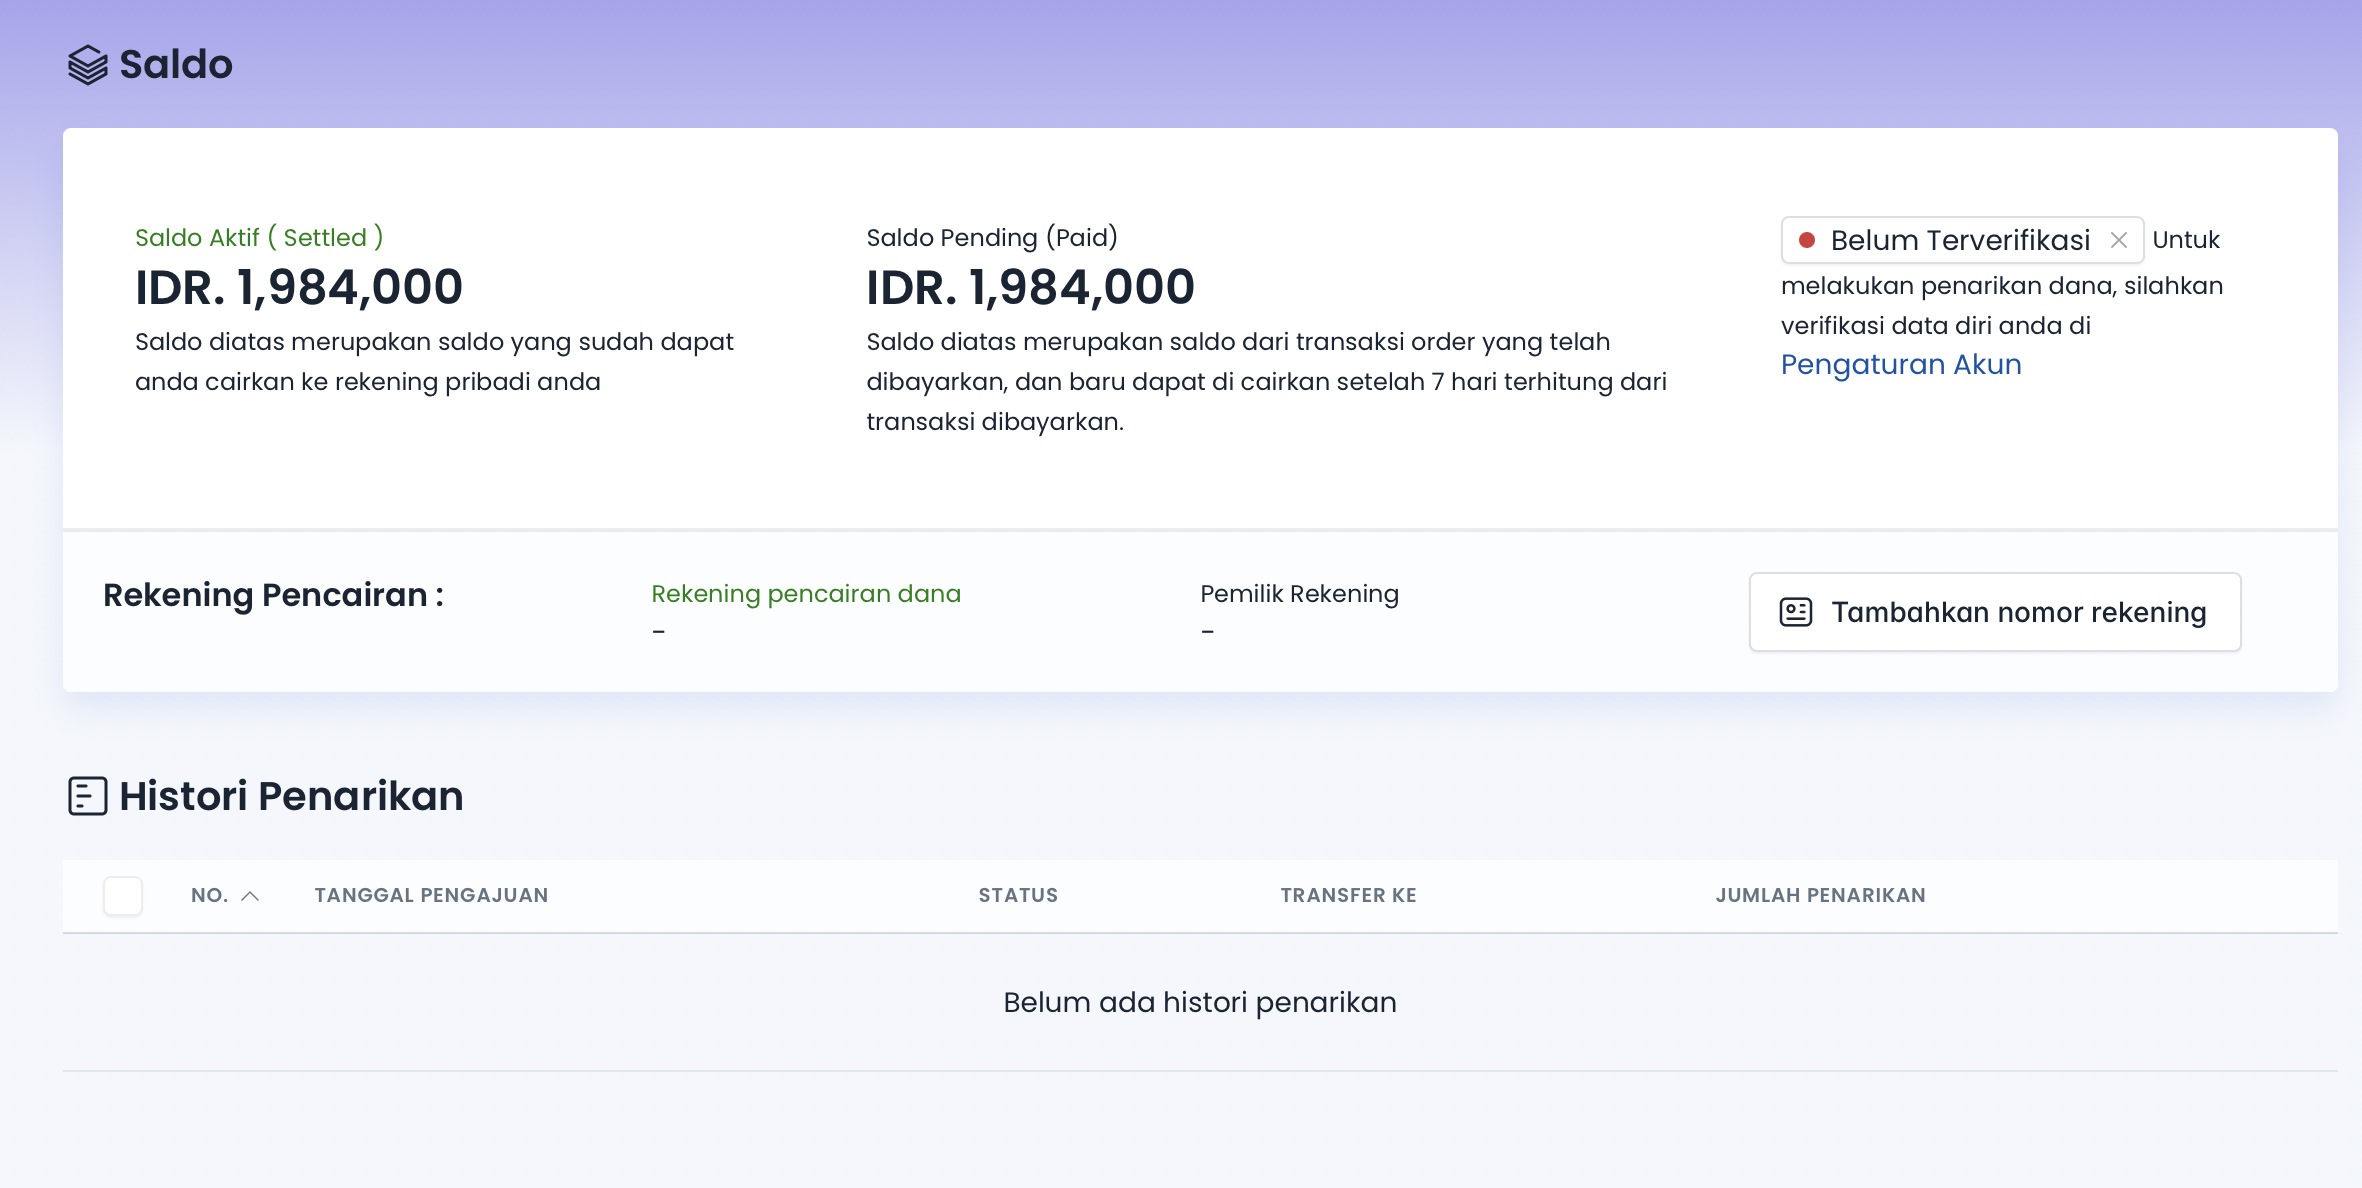 Saldo
Saldo Aktif ( Settled )
IDR. 1,984,000
Saldo diatas merupakan saldo yang sudah dapat
anda cairkan ke rekening pribadi anda
Saldo Pending (Paid)
IDR. 1,984,000
Saldo diatas merupakan saldo dari transaksi order yang telah
dibayarkan, dan baru dapat di cairkan setelah 7 hari terhitung dari
transaksi dibayarkan.
Belum Terverifikasi × Untuk
melakukan penarikan dana, silahkan
verifikasi data diri anda di
Pengaturan Akun
Rekening Pencairan :
Rekening pencairan dana
-
Pemilik Rekening
-
Tambahkan nomor rekening
Histori Penarikan
NO. TANGGAL PENGAJUAN STATUS TRANSFER KE JUMLAH PENARIKAN
Belum ada histori penarikan